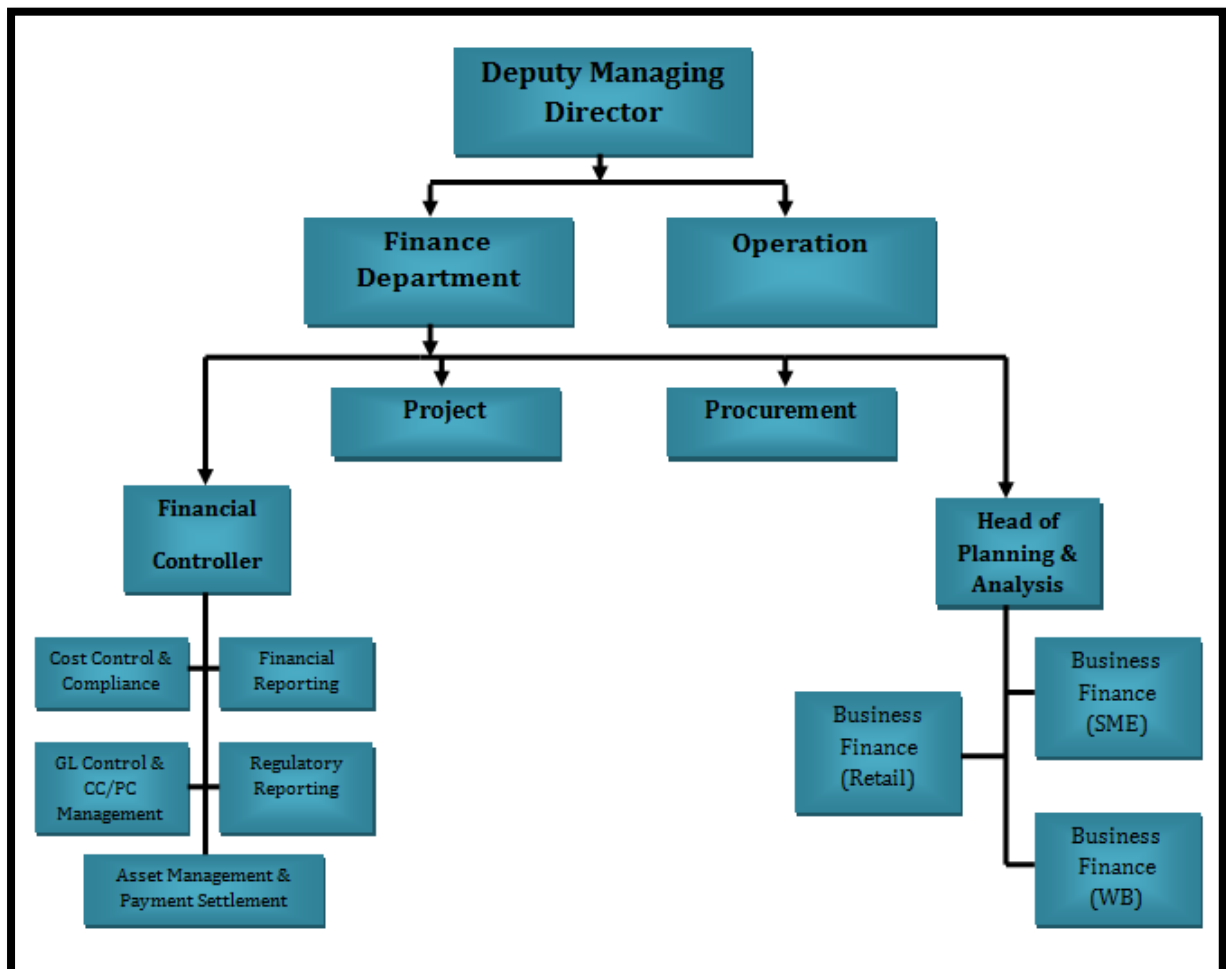 Deputy Managing
Director
Finance
Department
Operation
Project
Procurement
Financial
Controller
Head of
Planning &
Analysis
Cost Control &
Compliance
Financial
Reporting
GL Control &
CC/PC
Management
Regulatory
Reporting
Asset Management &
Payment Settlement
Business
Finance
(Retail)
Business
Finance
(SME)
Business
Finance
(WB)